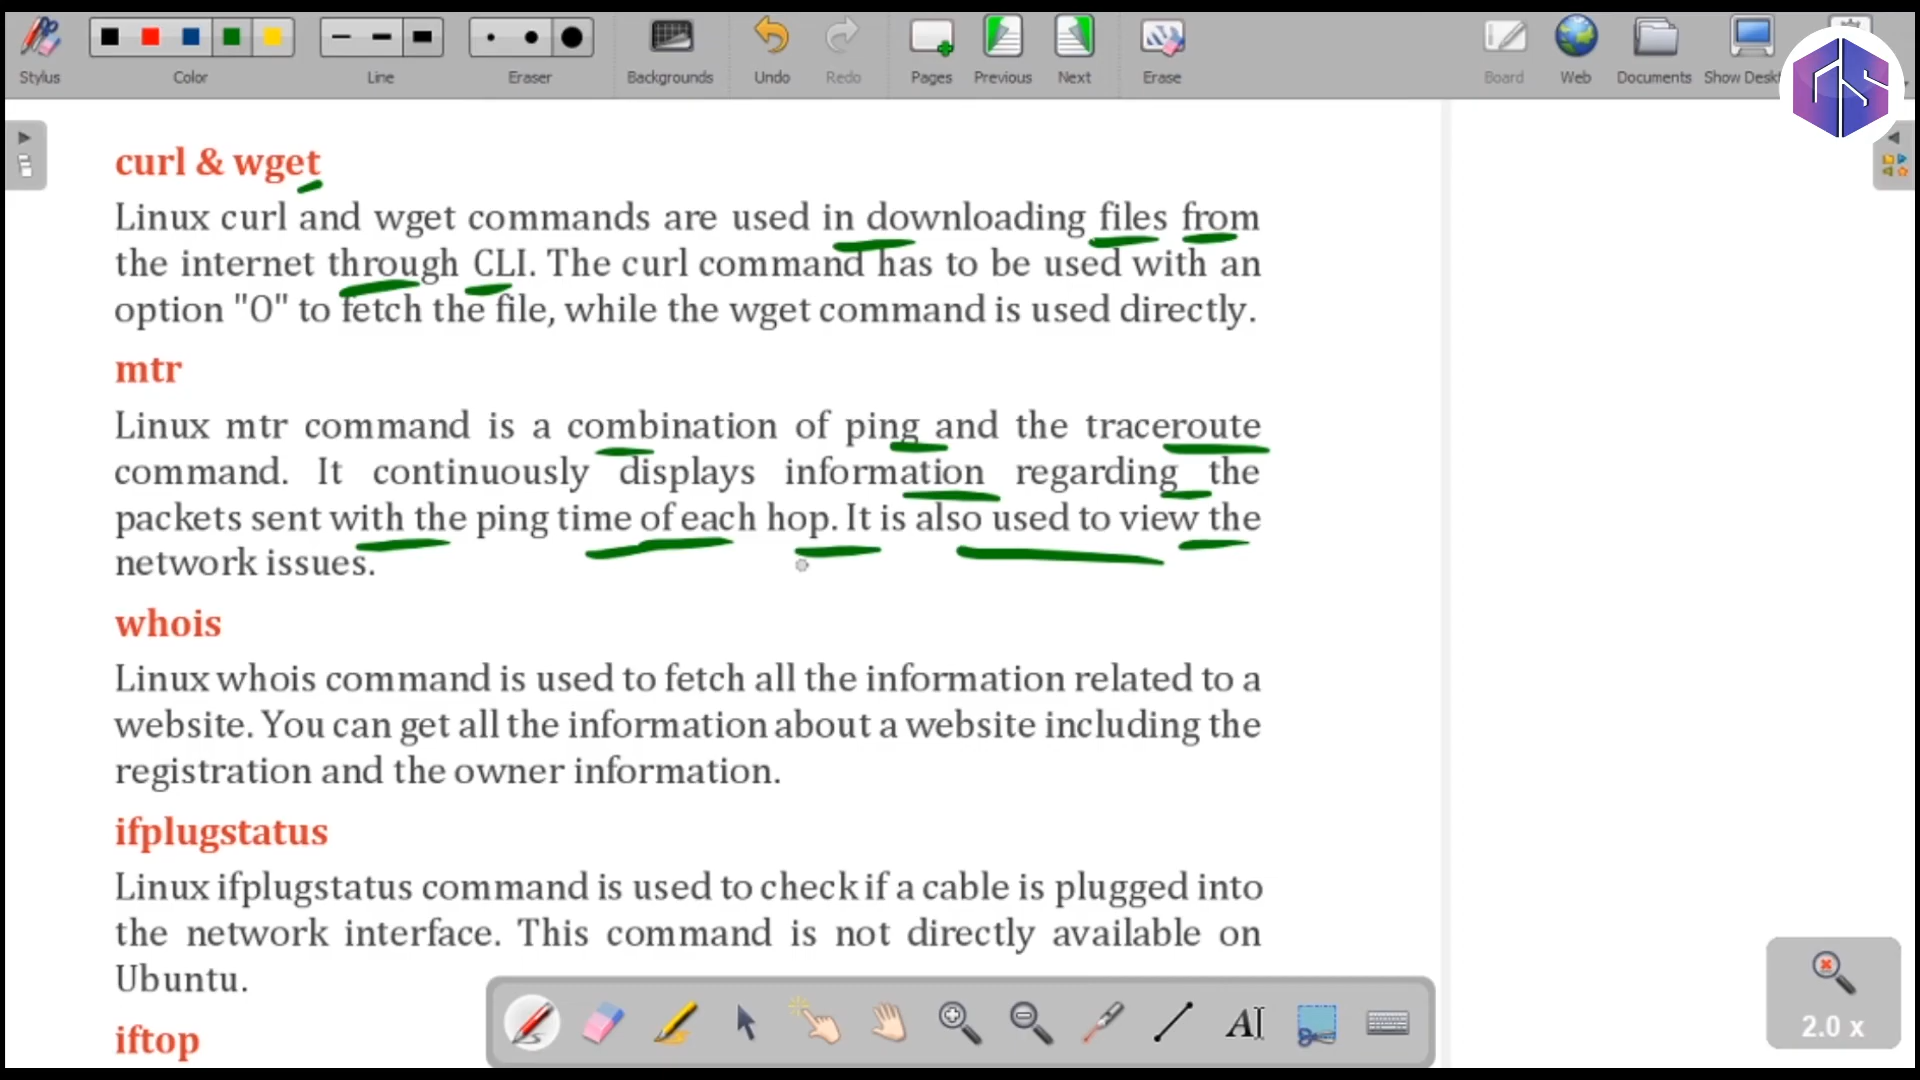 Stylus
Color
Line
Eraser
Backgrounds
Undo
Redo
Pages
Previous
Next
Erase
Board
Web
Documents
Show Desk
curl & wget
Linux curl and wget commands are used in downloading files from
the internet through CLI. The curl command has to be used with an
option "O" to fetch the file, while the wget command is used directly.
mtr
Linux mtr command is a combination of ping and the traceroute
command. It continuously displays information regarding the
packets sent with the ping time of each hop. It is also used to view the
network issues.
whois
Linux whois command is used to fetch all the information related to a
website. You can get all the information about a website including the
registration and the owner information.
ifplugstatus
Linux ifplugstatus command is used to check if a cable is plugged into
the network interface. This command is not directly available on
Ubuntu.
iftop
AI
2.0 x